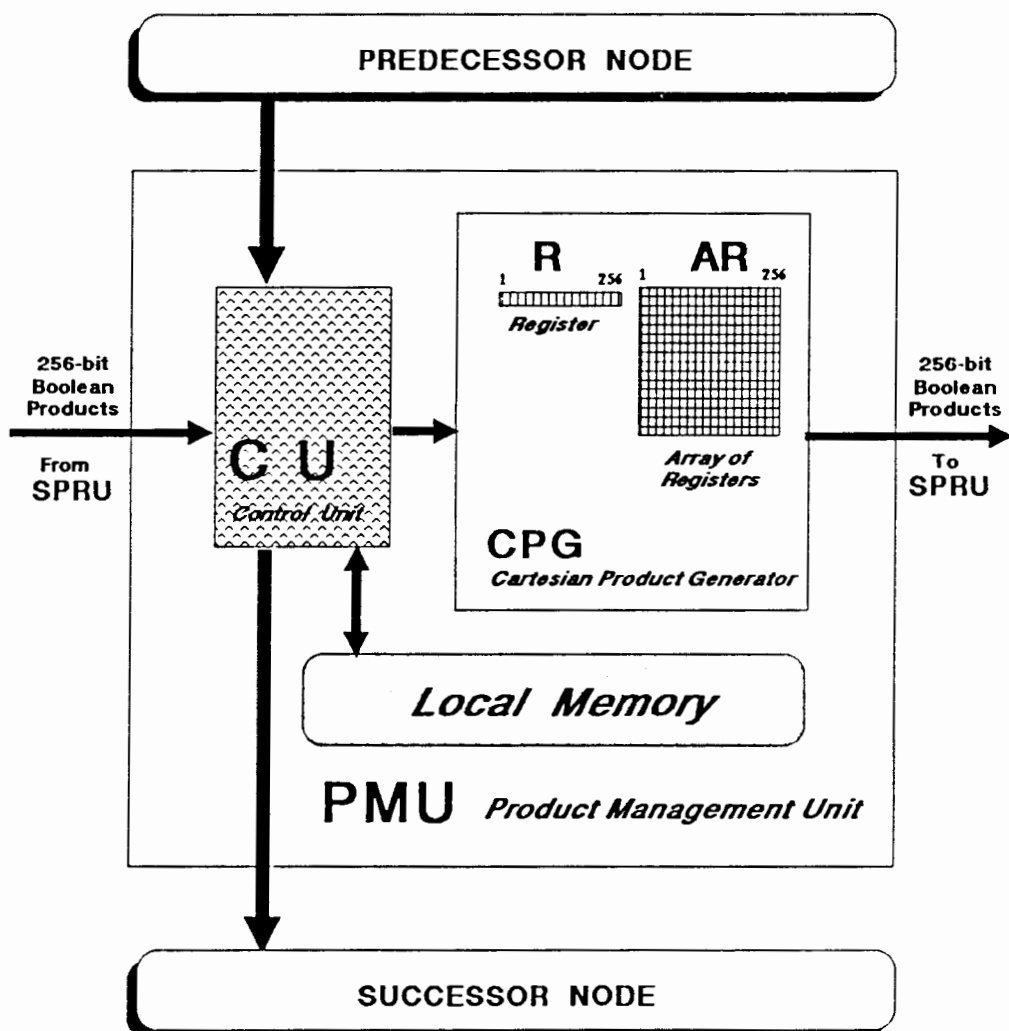 PREDECESSOR NODE
R
1 256
Register
AR
1 256
Array of
Registers
256-bit
Boolean
Products
From
SPRU
C U
Control Unit
CPG
Cartesian Product Generator
256-bit
Boolean
Products
To
SPRU
Local Memory
PMU Product Management Unit
SUCCESSOR NODE